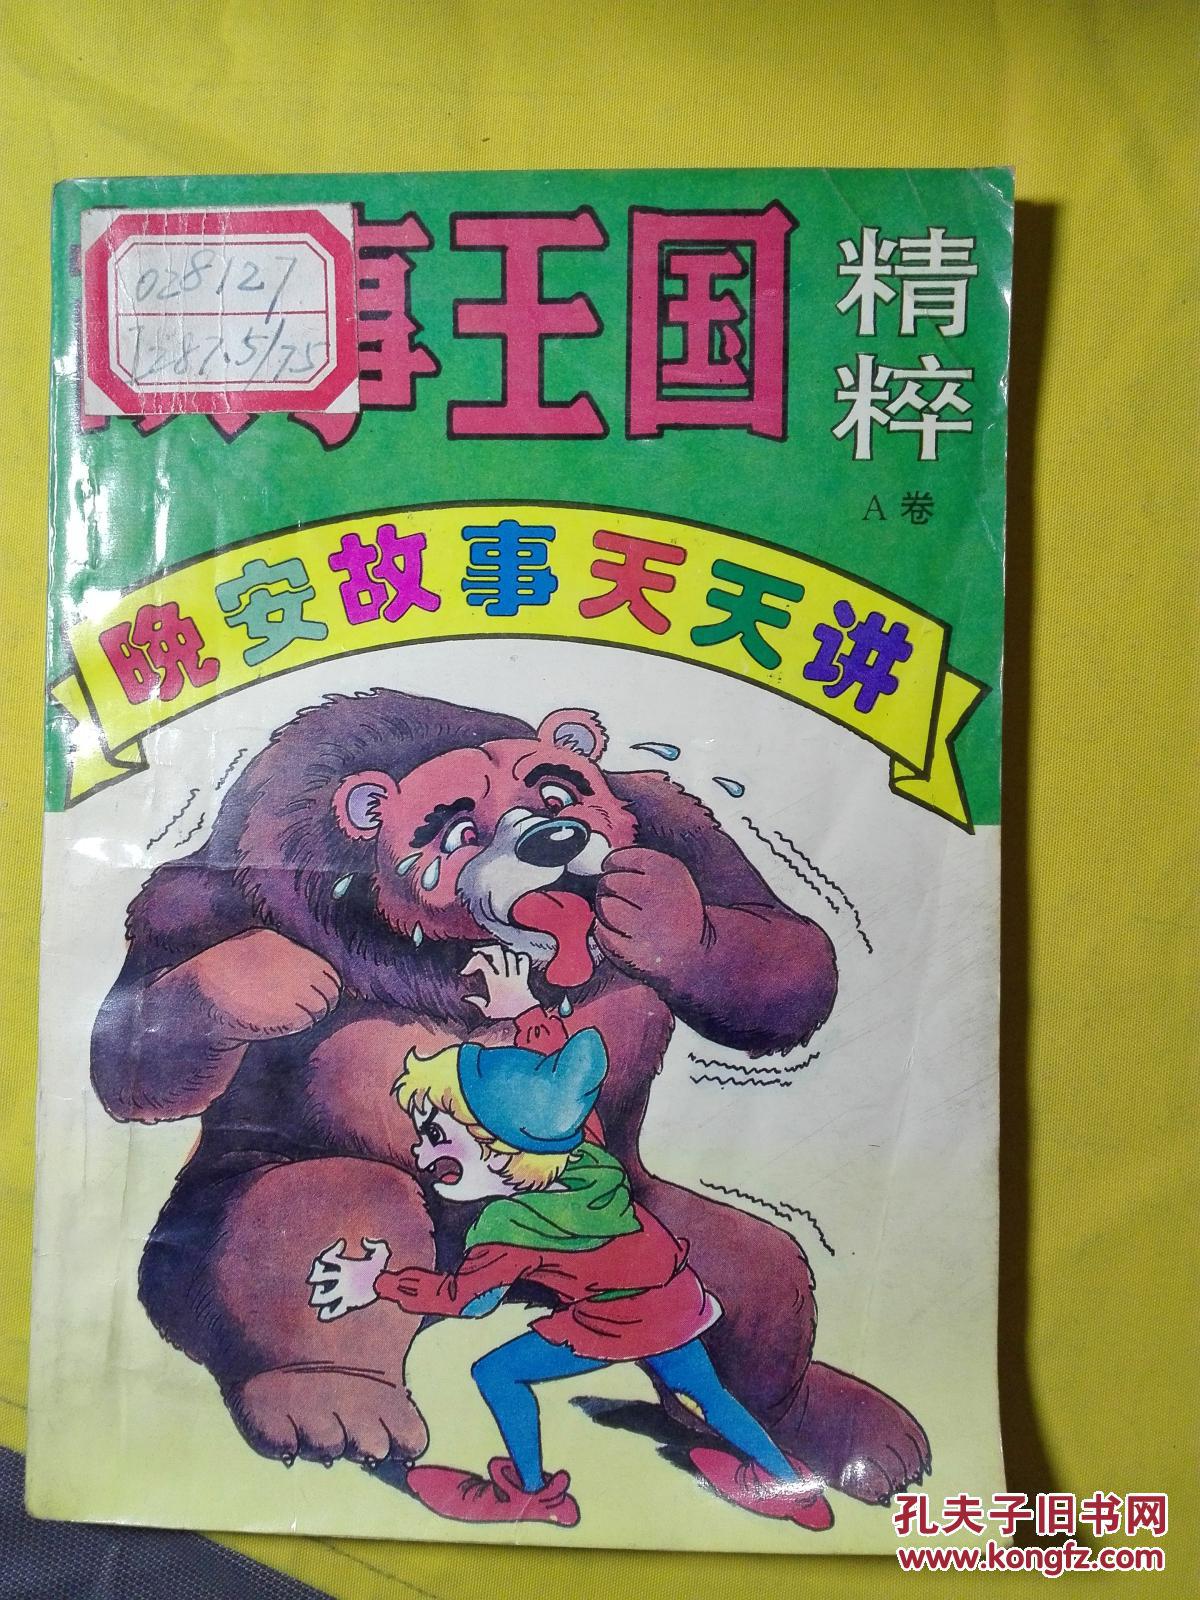 故事王国
精粹
A 卷
028127
I287.5/75
晚安故事天天讲
孔夫子旧书网
www.kongfz.com